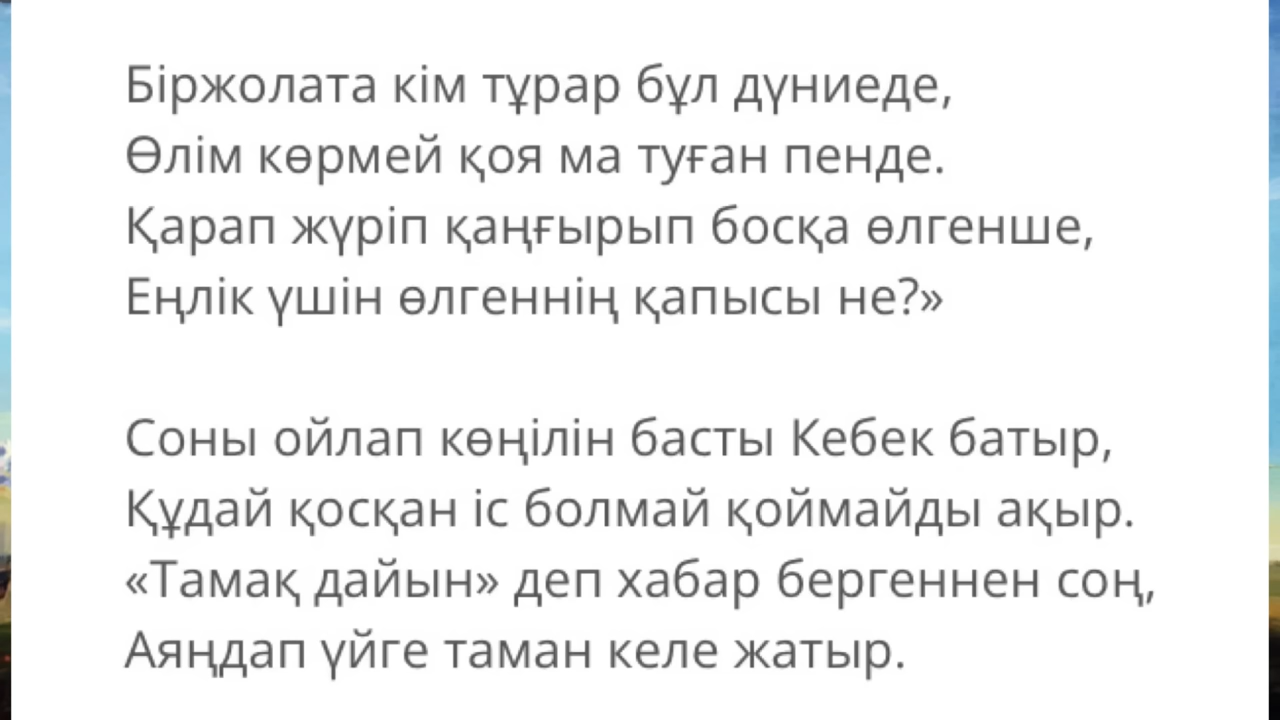 Біржолата кім тұрар бұл дүниеде,
Өлім көрмей қоя ма туған пенде.
Қарап жүріп қаңғырып босқа өлгенше,
Еңлік үшін өлгеннің қапысы не?»
Соны ойлап көңілін басты Кебек батыр,
Құдай қосқан іс болмай қоймайды ақыр.
«Тамақ дайын» деп хабар бергеннен соң,
Аяңдап үйге таман келе жатыр.